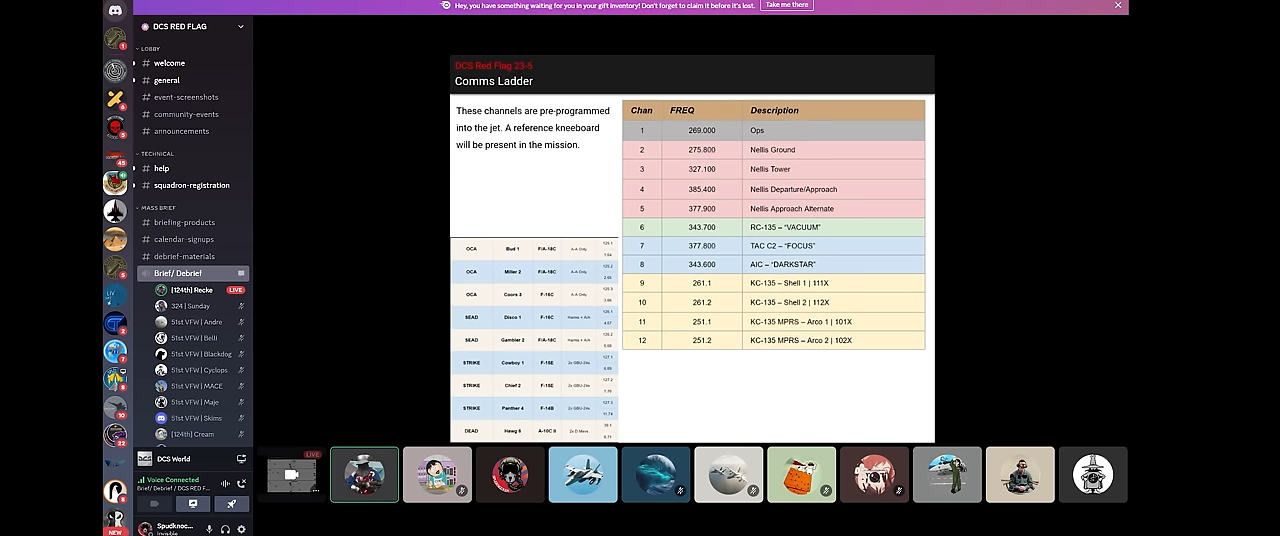 Hey, you have something waiting for you in your gift inventory! Don't forget to claim it before it's lost.
Take me there
DCS RED FLAG
LOBBY
welcome
general
event-screenshots
community-events
announcements
TECHNICAL
help
squadron-registration
MASS BRIEF
briefing-products
calendar-signups
debrief-materials
Brief/ Debrief
[124th] Recke LIVE
324 | Sunday
51st VFW | Andre
51st VFW | Belli
51st VFW | Blackdog
51st VFW | Cyclops
51st VFW | MACE
51st VFW | Maje
51st VFW | Skims
[124th] Cream
DCS World
Voice Connected
Brief/ Debrief / DCS R F...
Spudknoc...
Invisible
NEW
DCS Red Flag 23-5
Comms Ladder
These channels are pre-programmed
into the jet. A reference kneeboard
will be present in the mission.
Chan FREQ Description
1 269.000 Ops
2 275.800 Nellis Ground
3 327.100 Nellis Tower
4 385.400 Nellis Departure/Approach
5 377.900 Nellis Approach Alternate
6 343.700 RC-135 – “VACUUM”
7 377.800 TAC C2 – “FOCUS”
8 343.600 AIC – “DARKSTAR”
9 261.1 KC-135 – Shell 1 | 111X
10 261.2 KC-135 – Shell 2 | 112X
11 251.1 KC-135 MPRS – Arco 1 | 101X
12 251.2 KC-135 MPRS – Arco 2 | 102X
OCA Bud 1 F/A-18C A-A Only
OCA Miller 2 F/A-18C A-A Only
OCA Coors 3 F-16C A-A Only
SEAD Disco 1 F-16C Harms + A/A
SEAD Gambler 2 F/A-18C Harms + A/A
STRIKE Cowboy 1 F-15E
STRIKE Chief 2 F-15E
STRIKE Panther 4 F-14B
DEAD Hawg 6 A-10C II
LIVE